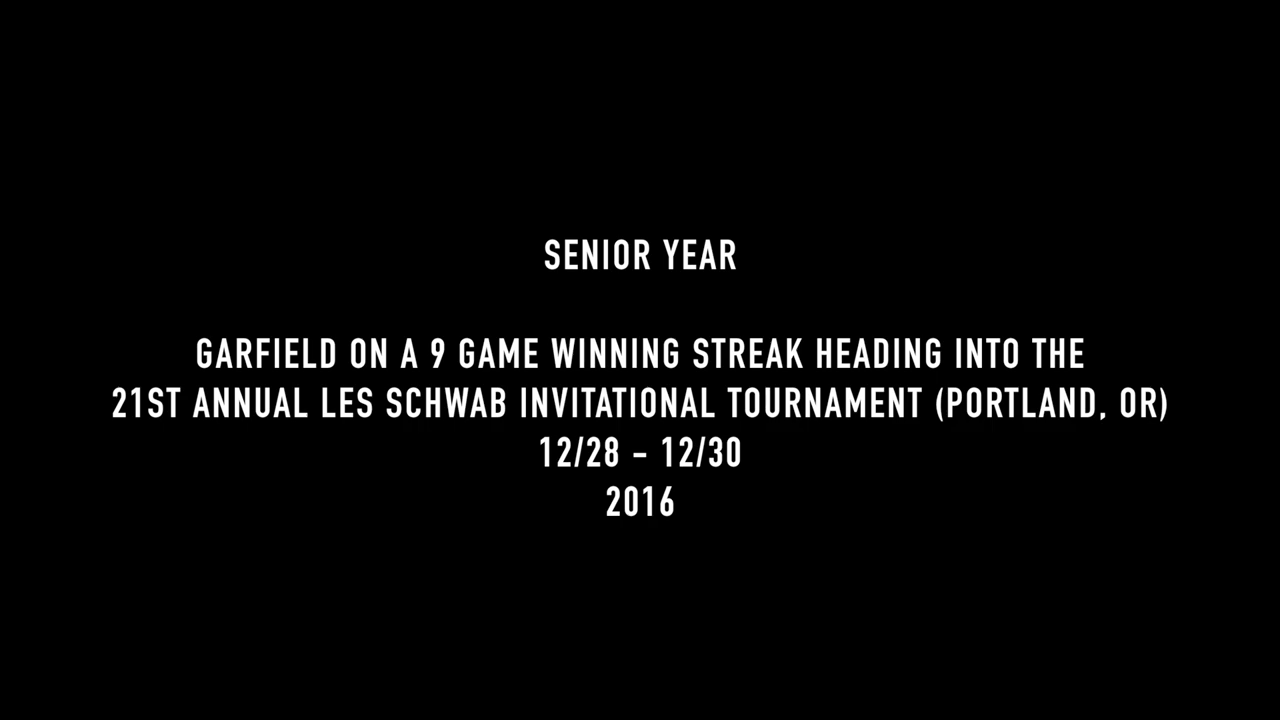 SENIOR YEAR
GARFIELD ON A 9 GAME WINNING STREAK HEADING INTO THE
21ST ANNUAL LES SCHWAB INVITATIONAL TOURNAMENT (PORTLAND, OR)
12/28 - 12/30
2016